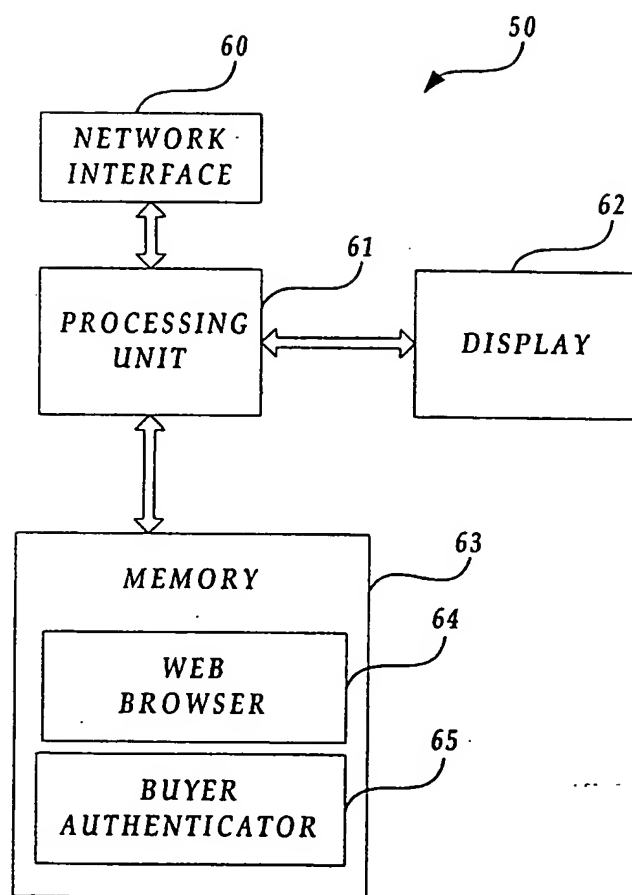 50
60
NETWORK
INTERFACE
61
62
PROCESSING
UNIT
DISPLAY
63
MEMORY
64
WEB
BROWSER
65
BUYER
AUTHENTICATOR